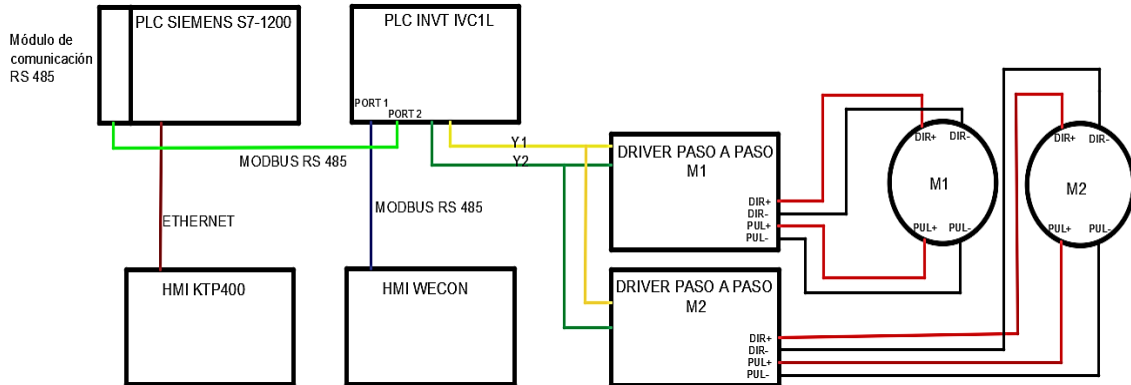 PLC SIEMENS S7-1200
PLC INVT IVC1L
Módulo de
comunicación
RS 485
PORT 1
PORT 2
MODBUS RS 485
Y1
Y2
ETHERNET
MODBUS RS 485
HMI KTP400
HMI WECON
DRIVER PASO A PASO
M1
DIR+
DIR-
PUL+
PUL-
DRIVER PASO A PASO
M2
DIR+
DIR-
PUL+
PUL-
DIR+
DIR-
M1
PUL+
PUL-
DIR+
DIR-
M2
PUL+
PUL-